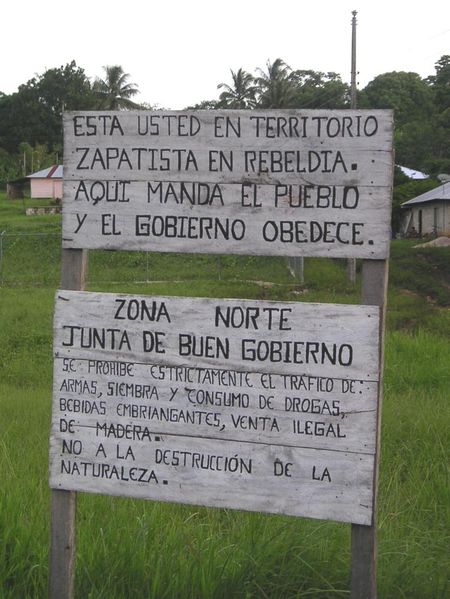 ESTA USTED EN TERRITORIO
ZAPATISTA EN REBELDIA.
AQUI MANDA EL PUEBLO
Y EL GOBIERNO OBEDECE.
ZONA NORTE
JUNTA DE BUEN GOBIERNO
SE PROHIBE ESTRICTAMENTE EL TRAFICO DE:
ARMAS, SIEMBRA Y CONSUMO DE DROGAS,
BEBIDAS EMBRIANGANTES, VENTA ILEGAL
DE MADERA.
NO A LA DESTRUCCIÓN DE LA
NATURALEZA.